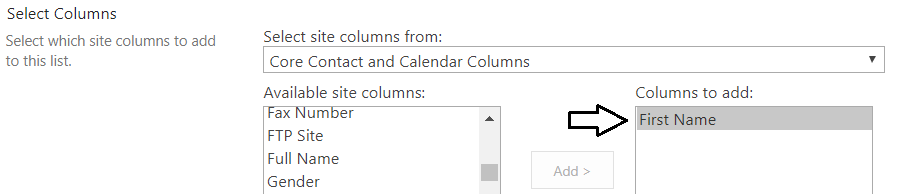 Select Columns
Select which site columns to add
to this list.
Select site columns from:
Core Contact and Calendar Columns
Available site columns:
Fax Number
FTP Site
Full Name
Gender
Add >
Columns to add:
First Name